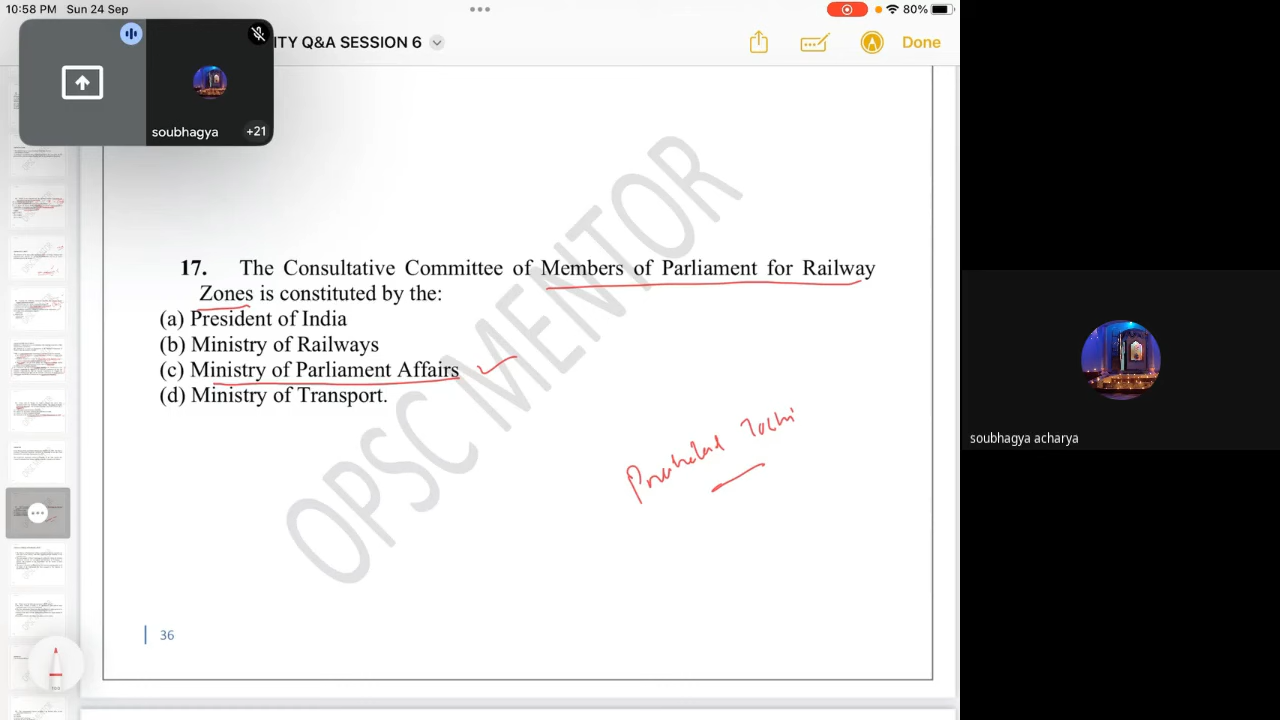 10:58 PM Sun 24 Sep
80%
ITY Q&A SESSION 6
Done
soubhagya
+21
17. The Consultative Committee of Members of Parliament for Railway
Zones is constituted by the:
(a) President of India
(b) Ministry of Railways
(c) Ministry of Parliament Affairs
(d) Ministry of Transport.
OPSC MENTOR
36
soubhagya acharya